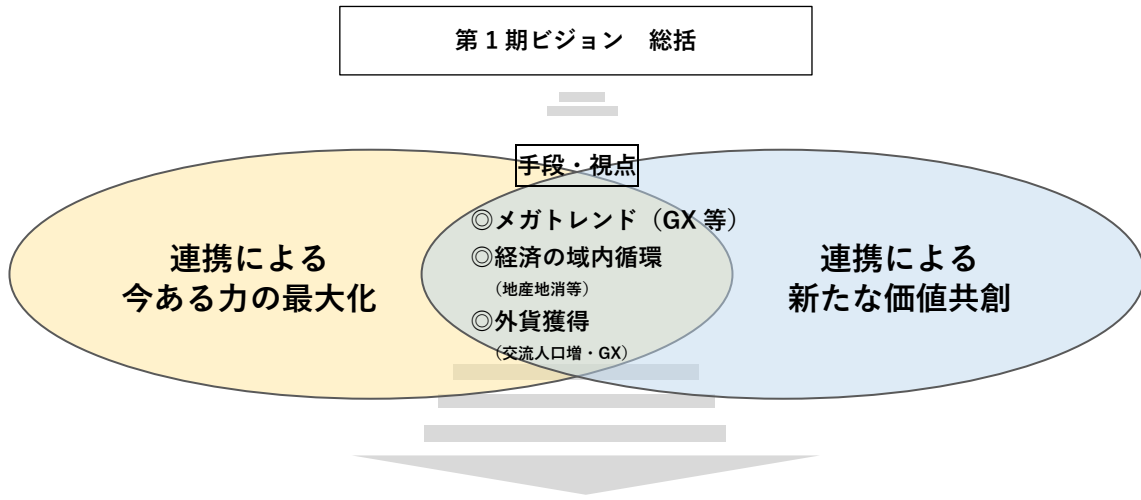 第1期ビジョン　総括
手段・視点
◎メガトレンド（GX 等）
◎経済の域内循環
（地産地消等）
◎外貨獲得
（交流人口増・GX）
連携による
今ある力の最大化
連携による
新たな価値共創